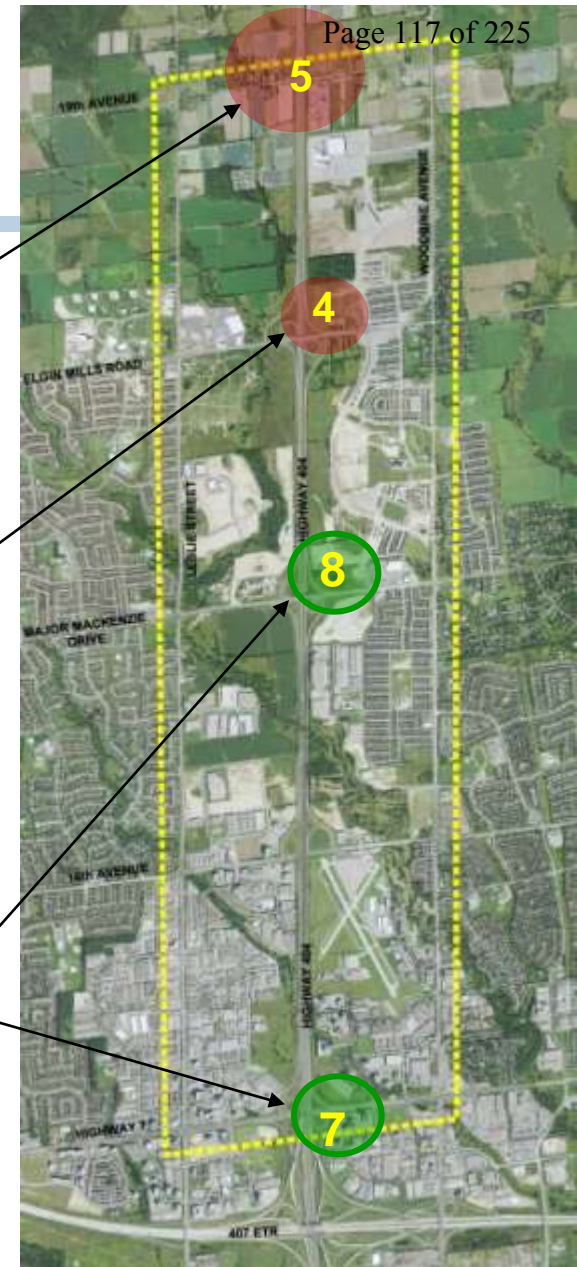 Page 117 of 225
5
19th AVENUE
WOODBINE AVENUE
4
ELGIN MILLS ROAD
LESLIE STREET
HIGHWAY 404
8
MAJOR MACKENZIE
DRIVE
16th AVENUE
HIGHWAY 404
7
HIGHWAY 7
407 ETR